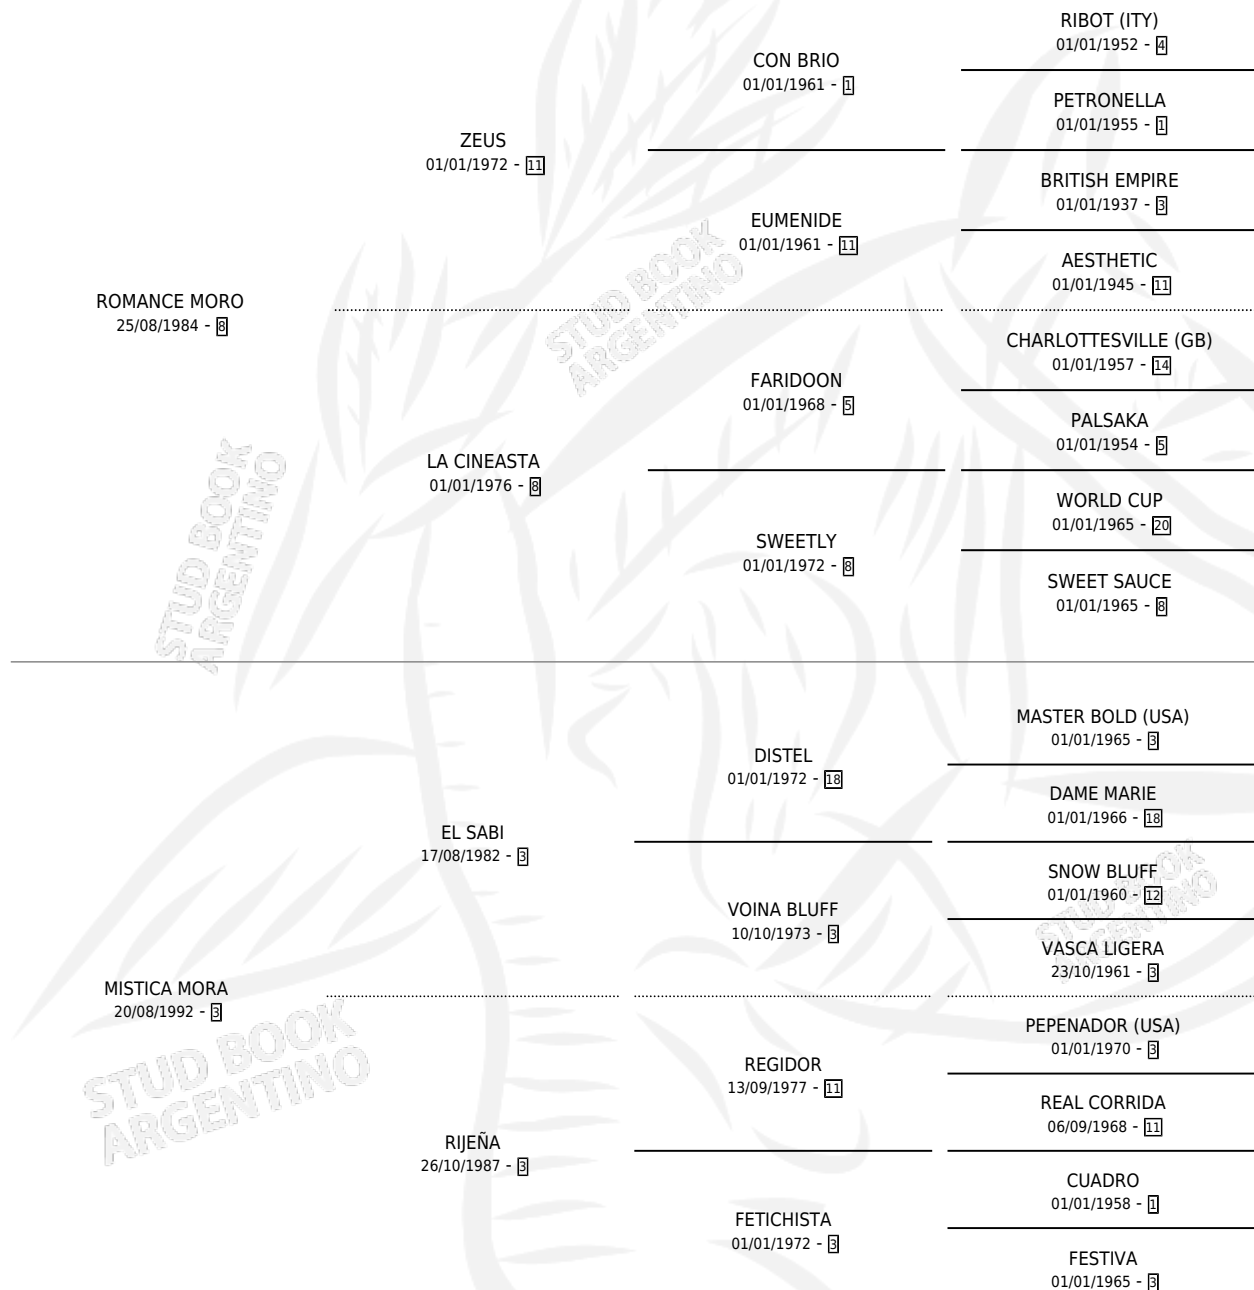 RIBOT (ITY)
01/01/1952 - 4
CON BRIO
01/01/1961 - 1
PETRONELLA
01/01/1955 - 1
ZEUS
01/01/1972 - 11
BRITISH EMPIRE
01/01/1937 - 3
EUMENIDE
01/01/1961 - 11
AESTHETIC
01/01/1945 - 11
ROMANCE MORO
25/08/1984 - 8
CHARLOTTESVILLE (GB)
01/01/1957 - 14
FARIDOON
01/01/1968 - 5
PALSAKA
01/01/1954 - 5
LA CINEASTA
01/01/1976 - 8
WORLD CUP
01/01/1965 - 20
SWEETLY
01/01/1972 - 8
SWEET SAUCE
01/01/1965 - 8
MASTER BOLD (USA)
01/01/1965 - 3
DISTEL
01/01/1972 - 18
DAME MARIE
01/01/1966 - 18
EL SABI
17/08/1982 - 3
SNOW BLUFF
01/01/1960 - 12
VOINA BLUFF
10/10/1973 - 3
VASCA LIGERA
23/10/1961 - 3
MISTICA MORA
20/08/1992 - 3
PEPENADOR (USA)
01/01/1970 - 3
REGIDOR
13/09/1977 - 11
REAL CORRIDA
06/09/1968 - 11
RIJEÑA
26/10/1987 - 3
CUADRO
01/01/1958 - 1
FETICHISTA
01/01/1972 - 3
FESTIVA
01/01/1965 - 3
STUD BOOK
ARGENTINO
STUD BOOK
ARGENTINO
STUD BOOK
ARGENTINO
STUD BOOK
ARGENTINO